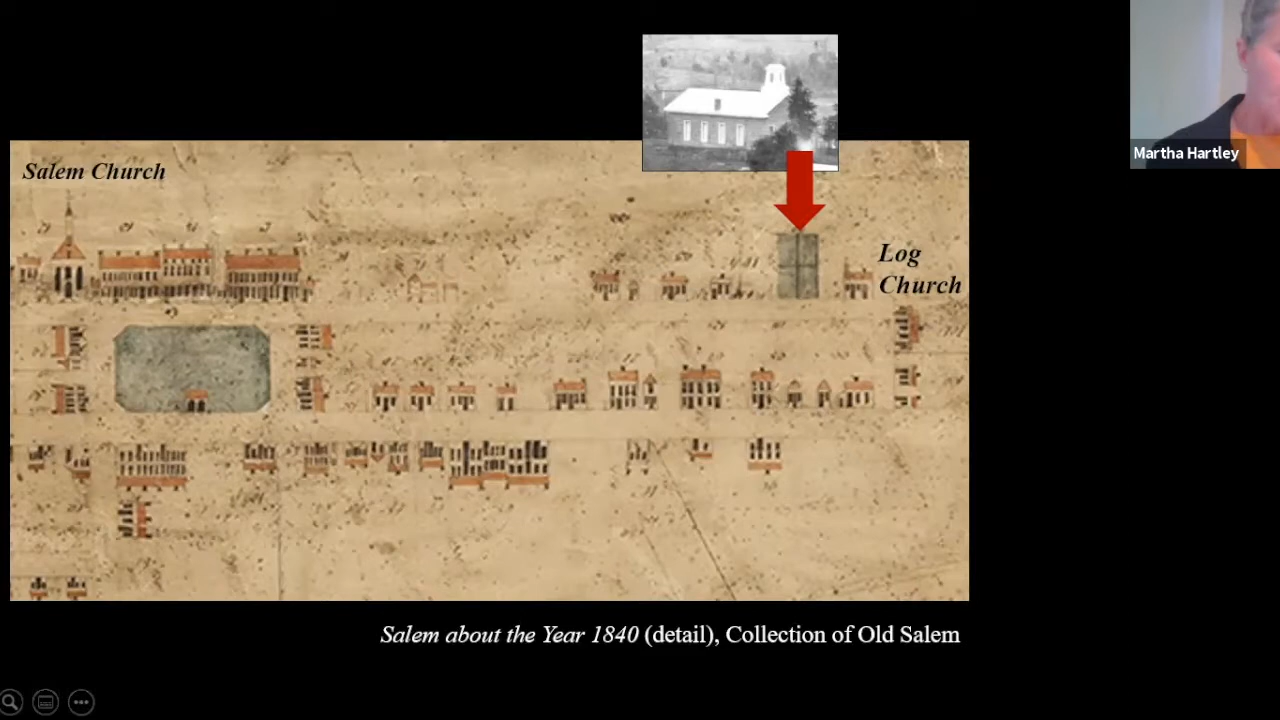 Martha Hartley
Salem Church
Log
Church
Salem about the Year 1840 (detail), Collection of Old Salem